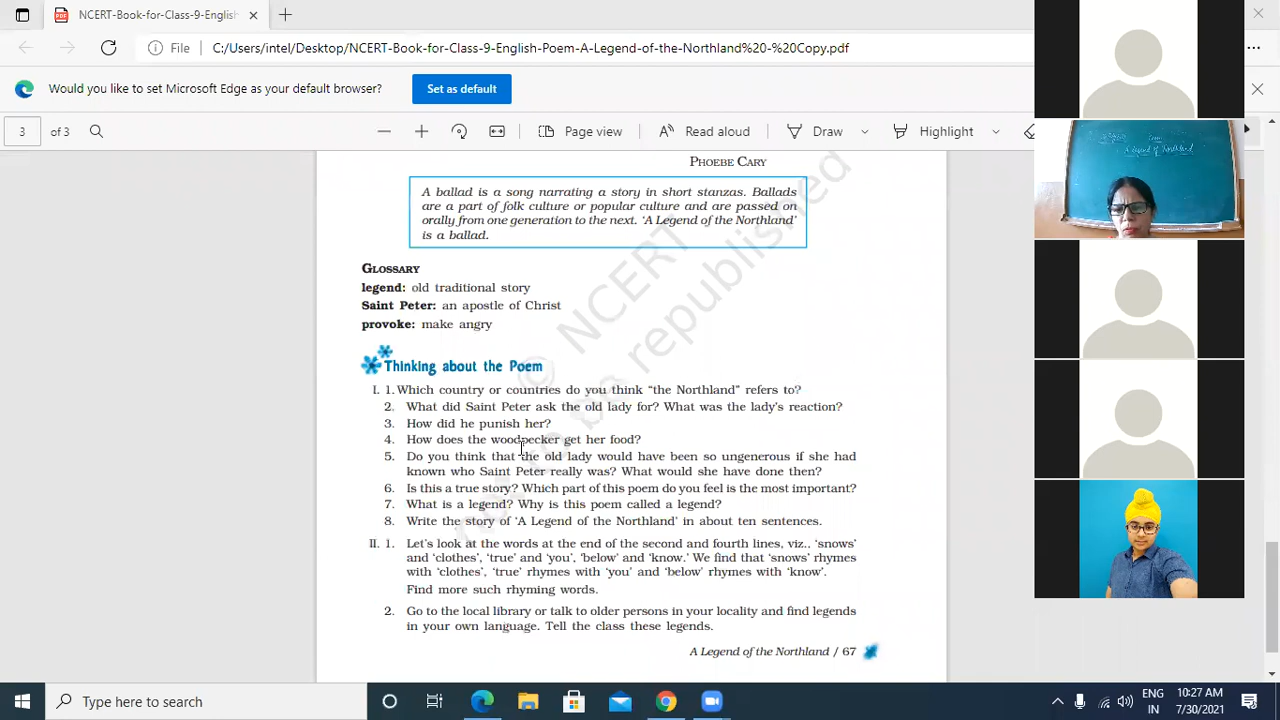 NCERT-Book-for-Class-9-English
File
C:/Users/intel/Desktop/NCERT-Book-for-Class-9-English-Poem-A-Legend-of-the-Northland%20-%20Copy.pdf
Would you like to set Microsoft Edge as your default browser?
Set as default
3 of 3
Page view
Read aloud
Draw
Highlight
PHOEBE CARY
A ballad is a song narrating a story in short stanzas. Ballads
are a part of folk culture or popular culture and are passed on
orally from one generation to the next. ‘A Legend of the Northland’
is a ballad.
GLOSSARY
legend: old traditional story
Saint Peter: an apostle of Christ
provoke: make angry
Thinking about the Poem
I. 1. Which country or countries do you think “the Northland” refers to?
2. What did Saint Peter ask the old lady for? What was the lady’s reaction?
3. How did he punish her?
4. How does the woodpecker get her food?
5. Do you think that the old lady would have been so ungenerous if she had
known who Saint Peter really was? What would she have done then?
6. Is this a true story? Which part of this poem do you feel is the most important?
7. What is a legend? Why is this poem called a legend?
8. Write the story of ‘A Legend of the Northland’ in about ten sentences.
II. 1. Let’s look at the words at the end of the second and fourth lines, viz., ‘snows’
and ‘clothes’, ‘true’ and ‘you’, ‘below’ and ‘know.’ We find that ‘snows’ rhymes
with ‘clothes’, ‘true’ rhymes with ‘you’ and ‘below’ rhymes with ‘know’.
Find more such rhyming words.
2. Go to the local library or talk to older persons in your locality and find legends
in your own language. Tell the class these legends.
A Legend of the Northland / 67
© NCERT
be republished
A Legend of Northland
Type here to search
ENG
IN
10:27 AM
7/30/2021